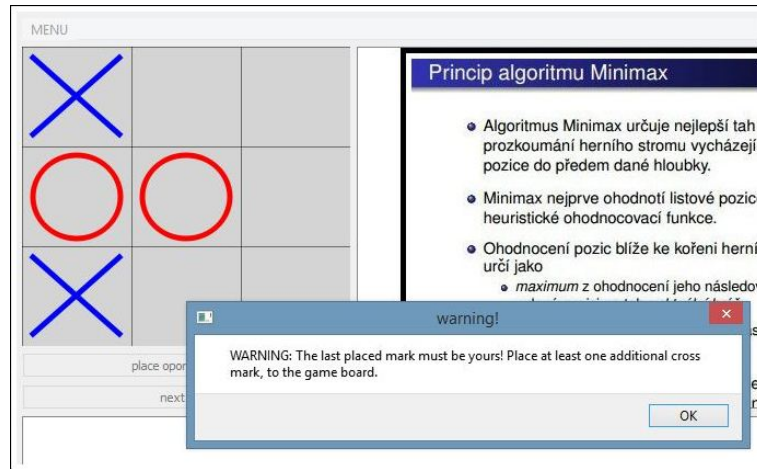 MENU
Princip algoritmu Minimax
Algoritmus Minimax určuje nejlepší tah
prozkoumání herního stromu vycházejí
pozice do předem dané hloubky.
Minimax nejprve ohodnotí listové pozice
heuristické ohodnocovací funkce.
Ohodnocení pozic blíže ke kořeni herní
určí jako
maximum z ohodnocení jeho následov
warning!
WARNING: The last placed mark must be yours! Place at least one additional cross
mark, to the game board.
OK
place opor
next